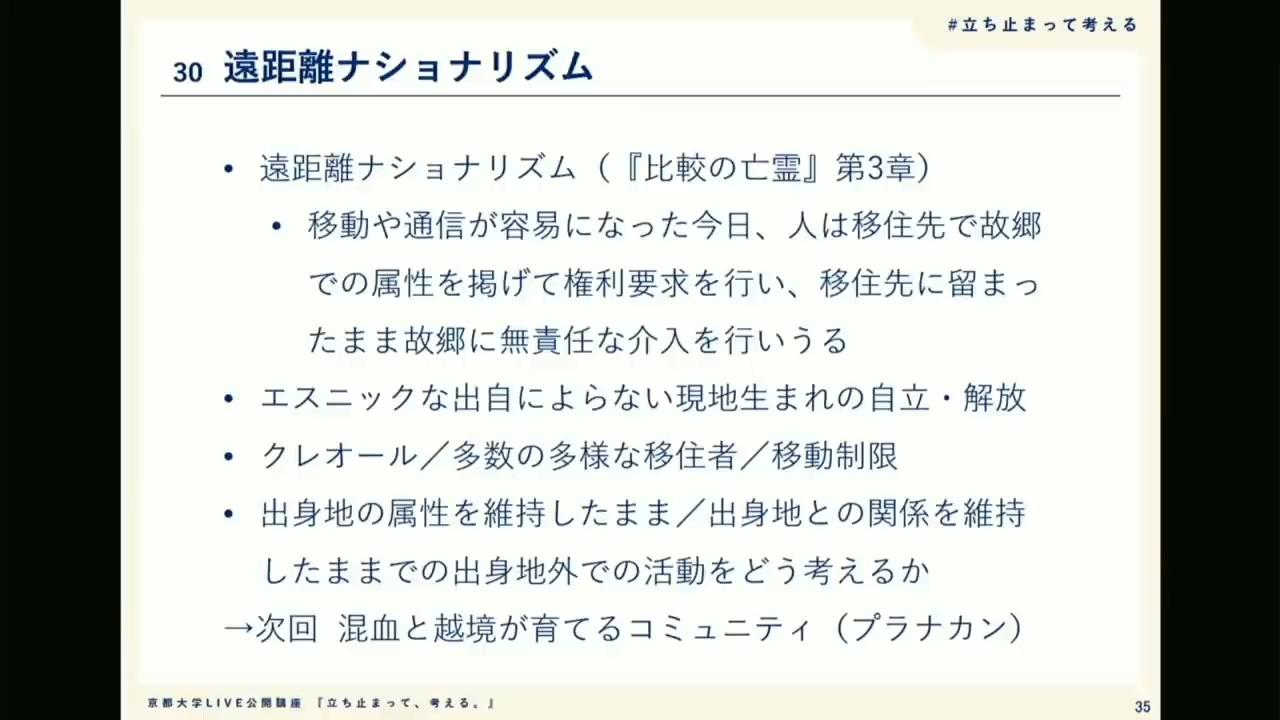 #立ち止まって考える
30 遠距離ナショナリズム
• 遠距離ナショナリズム（『比較の亡霊』第3章）
• 移動や通信が容易になった今日、人は移住先で故郷
での属性を掲げて権利要求を行い、移住先に留まっ
たまま故郷に無責任な介入を行いうる
• エスニックな出自によらない現地生まれの自立・解放
• クレオール／多数の多様な移住者／移動制限
• 出身地の属性を維持したまま／出身地との関係を維持
したままでの出身地外での活動をどう考えるか
→次回 混血と越境が育てるコミュニティ（プラナカン）
京都大学LIVE公開講座 『立ち止まって、考える。』
35